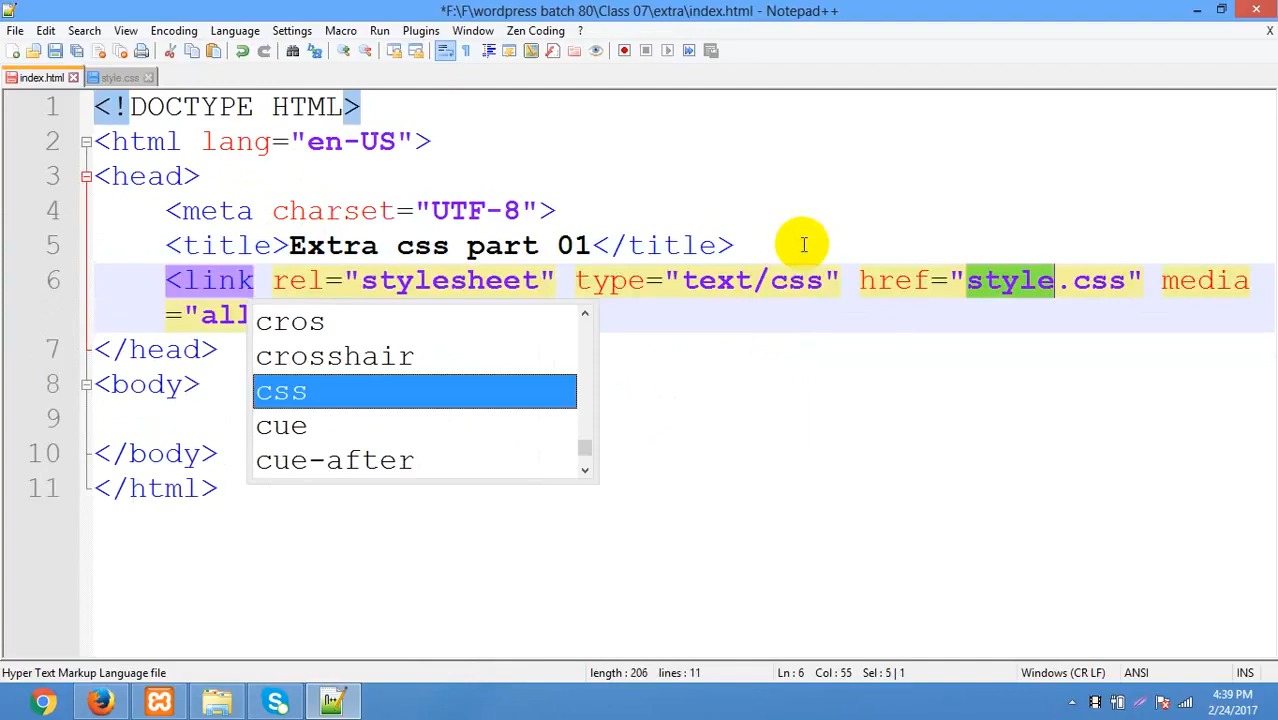 *F:\F\wordpress batch 80\Class 07\extra\index.html - Notepad++
File Edit Search View Encoding Language Settings Macro Run Plugins Window Zen Coding ? X
index.html style.css
1 <!DOCTYPE HTML>
2 <html lang="en-US">
3 <head>
4 <meta charset="UTF-8">
5 <title>Extra css part 01</title>
6 <link rel="stylesheet" type="text/css" href="style.css" media
="all
cros
7 </head>
crosshair
8 <body>
css
9
cue
10 </body>
cue-after
11 </html>
Hyper Text Markup Language file length : 206 lines : 11 Ln : 6 Col : 55 Sel : 5 | 1 Windows (CR LF) ANSI INS
4:39 PM
2/24/2017